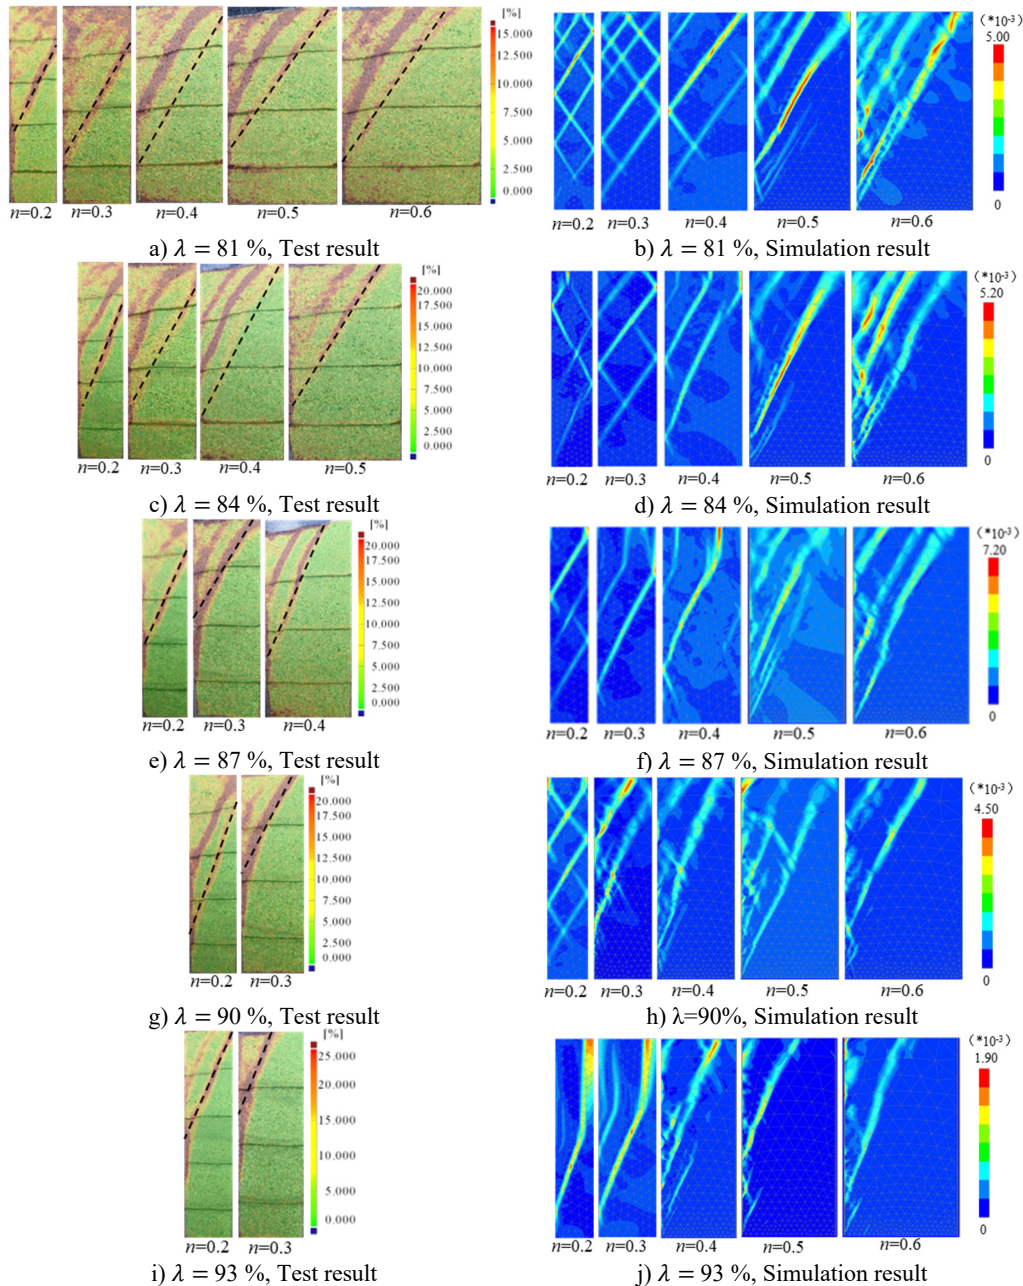 [%]
15.000
12.500
10.000
7.500
5.000
2.500
0.000
n=0.2
n=0.3
n=0.4
n=0.5
n=0.6
a) λ = 81 %, Test result
(*10⁻³)
5.00
0
n=0.2
n=0.3
n=0.4
n=0.5
n=0.6
b) λ = 81 %, Simulation result
[%]
20.000
17.500
15.000
12.500
10.000
7.500
5.000
2.500
0.000
n=0.2
n=0.3
n=0.4
n=0.5
c) λ = 84 %, Test result
(*10⁻³)
5.20
0
n=0.2
n=0.3
n=0.4
n=0.5
n=0.6
d) λ = 84 %, Simulation result
[%]
20.000
17.500
15.000
12.500
10.000
7.500
5.000
2.500
0.000
n=0.2
n=0.3
n=0.4
e) λ = 87 %, Test result
(*10⁻³)
7.20
0
n=0.2
n=0.3
n=0.4
n=0.5
n=0.6
f) λ = 87 %, Simulation result
[%]
20.000
17.500
15.000
12.500
10.000
7.500
5.000
2.500
0.000
n=0.2
n=0.3
g) λ = 90 %, Test result
(*10⁻³)
4.50
0
n=0.2
n=0.3
n=0.4
n=0.5
n=0.6
h) λ=90%, Simulation result
[%]
25.000
20.000
15.000
10.000
5.000
0.000
n=0.2
n=0.3
i) λ = 93 %, Test result
(*10⁻³)
1.90
0
n=0.2
n=0.3
n=0.4
n=0.5
n=0.6
j) λ = 93 %, Simulation result